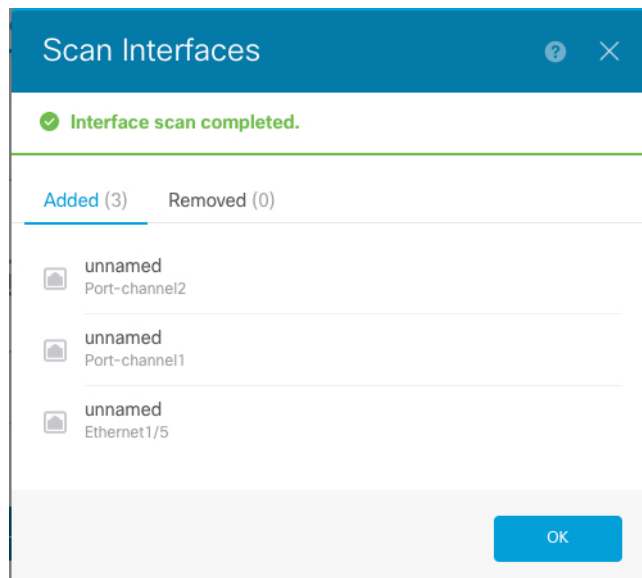 Scan Interfaces
?
Interface scan completed.
Added (3) Removed (0)
unnamed
Port-channel2
unnamed
Port-channel1
unnamed
Ethernet1/5
OK